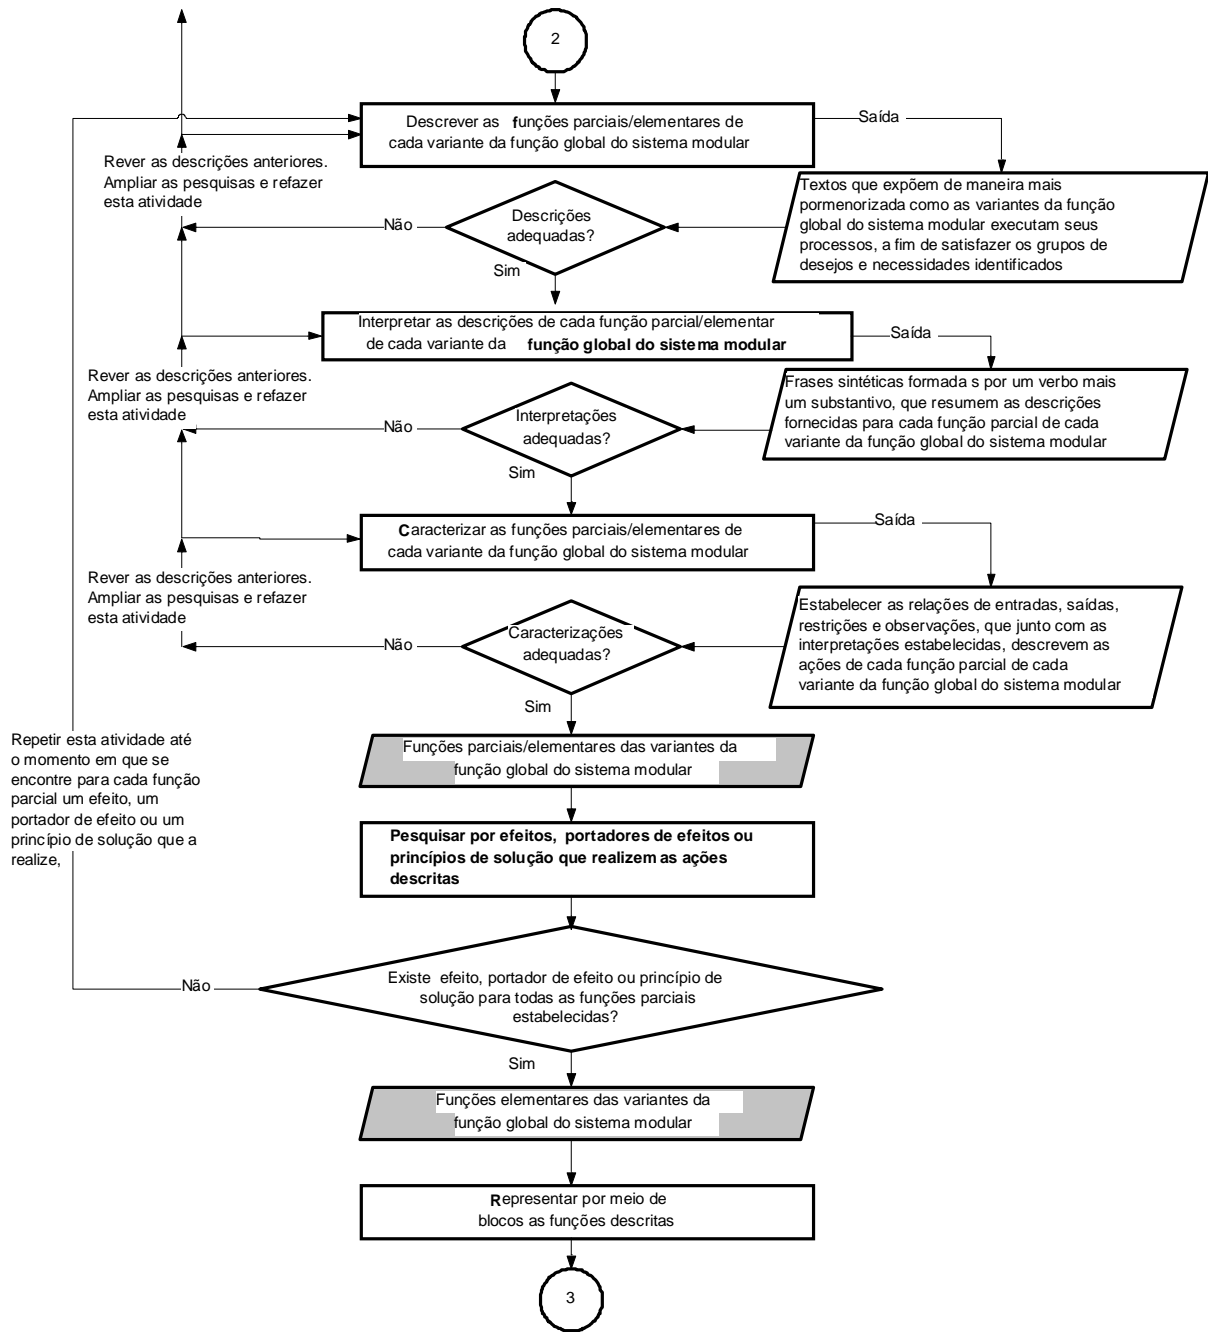 2
Descrever as funções parciais/elementares de
cada variante da função global do sistema modular
Saída
Rever as descrições anteriores.
Ampliar as pesquisas e refazer
esta atividade
Textos que expõem de maneira mais
pormenorizada como as variantes da função
global do sistema modular executam seus
processos, a fim de satisfazer os grupos de
desejos e necessidades identificados
Não
Descrições
adequadas?
Sim
Interpretar as descrições de cada função parcial/elementar
de cada variante da função global do sistema modular
Saída
Rever as descrições anteriores.
Ampliar as pesquisas e refazer
esta atividade
Frases sintéticas formada s por um verbo mais
um substantivo, que resumem as descrições
fornecidas para cada função parcial de cada
variante da função global do sistema modular
Não
Interpretações
adequadas?
Sim
Caracterizar as funções parciais/elementares de
cada variante da função global do sistema modular
Saída
Rever as descrições anteriores.
Ampliar as pesquisas e refazer
esta atividade
Estabelecer as relações de entradas, saídas,
restrições e observações, que junto com as
interpretações estabelecidas, descrevem as
ações de cada função parcial de cada
variante da função global do sistema modular
Não
Caracterizações
adequadas?
Sim
Repetir esta atividade até
o momento em que se
encontre para cada função
parcial um efeito, um
portador de efeito ou um
princípio de solução que a
realize,
Funções parciais/elementares das variantes da
função global do sistema modular
Pesquisar por efeitos, portadores de efeitos ou
princípios de solução que realizem as ações
descritas
Não
Existe efeito, portador de efeito ou princípio de
solução para todas as funções parciais
estabelecidas?
Sim
Funções elementares das variantes da
função global do sistema modular
Representar por meio de
blocos as funções descritas
3